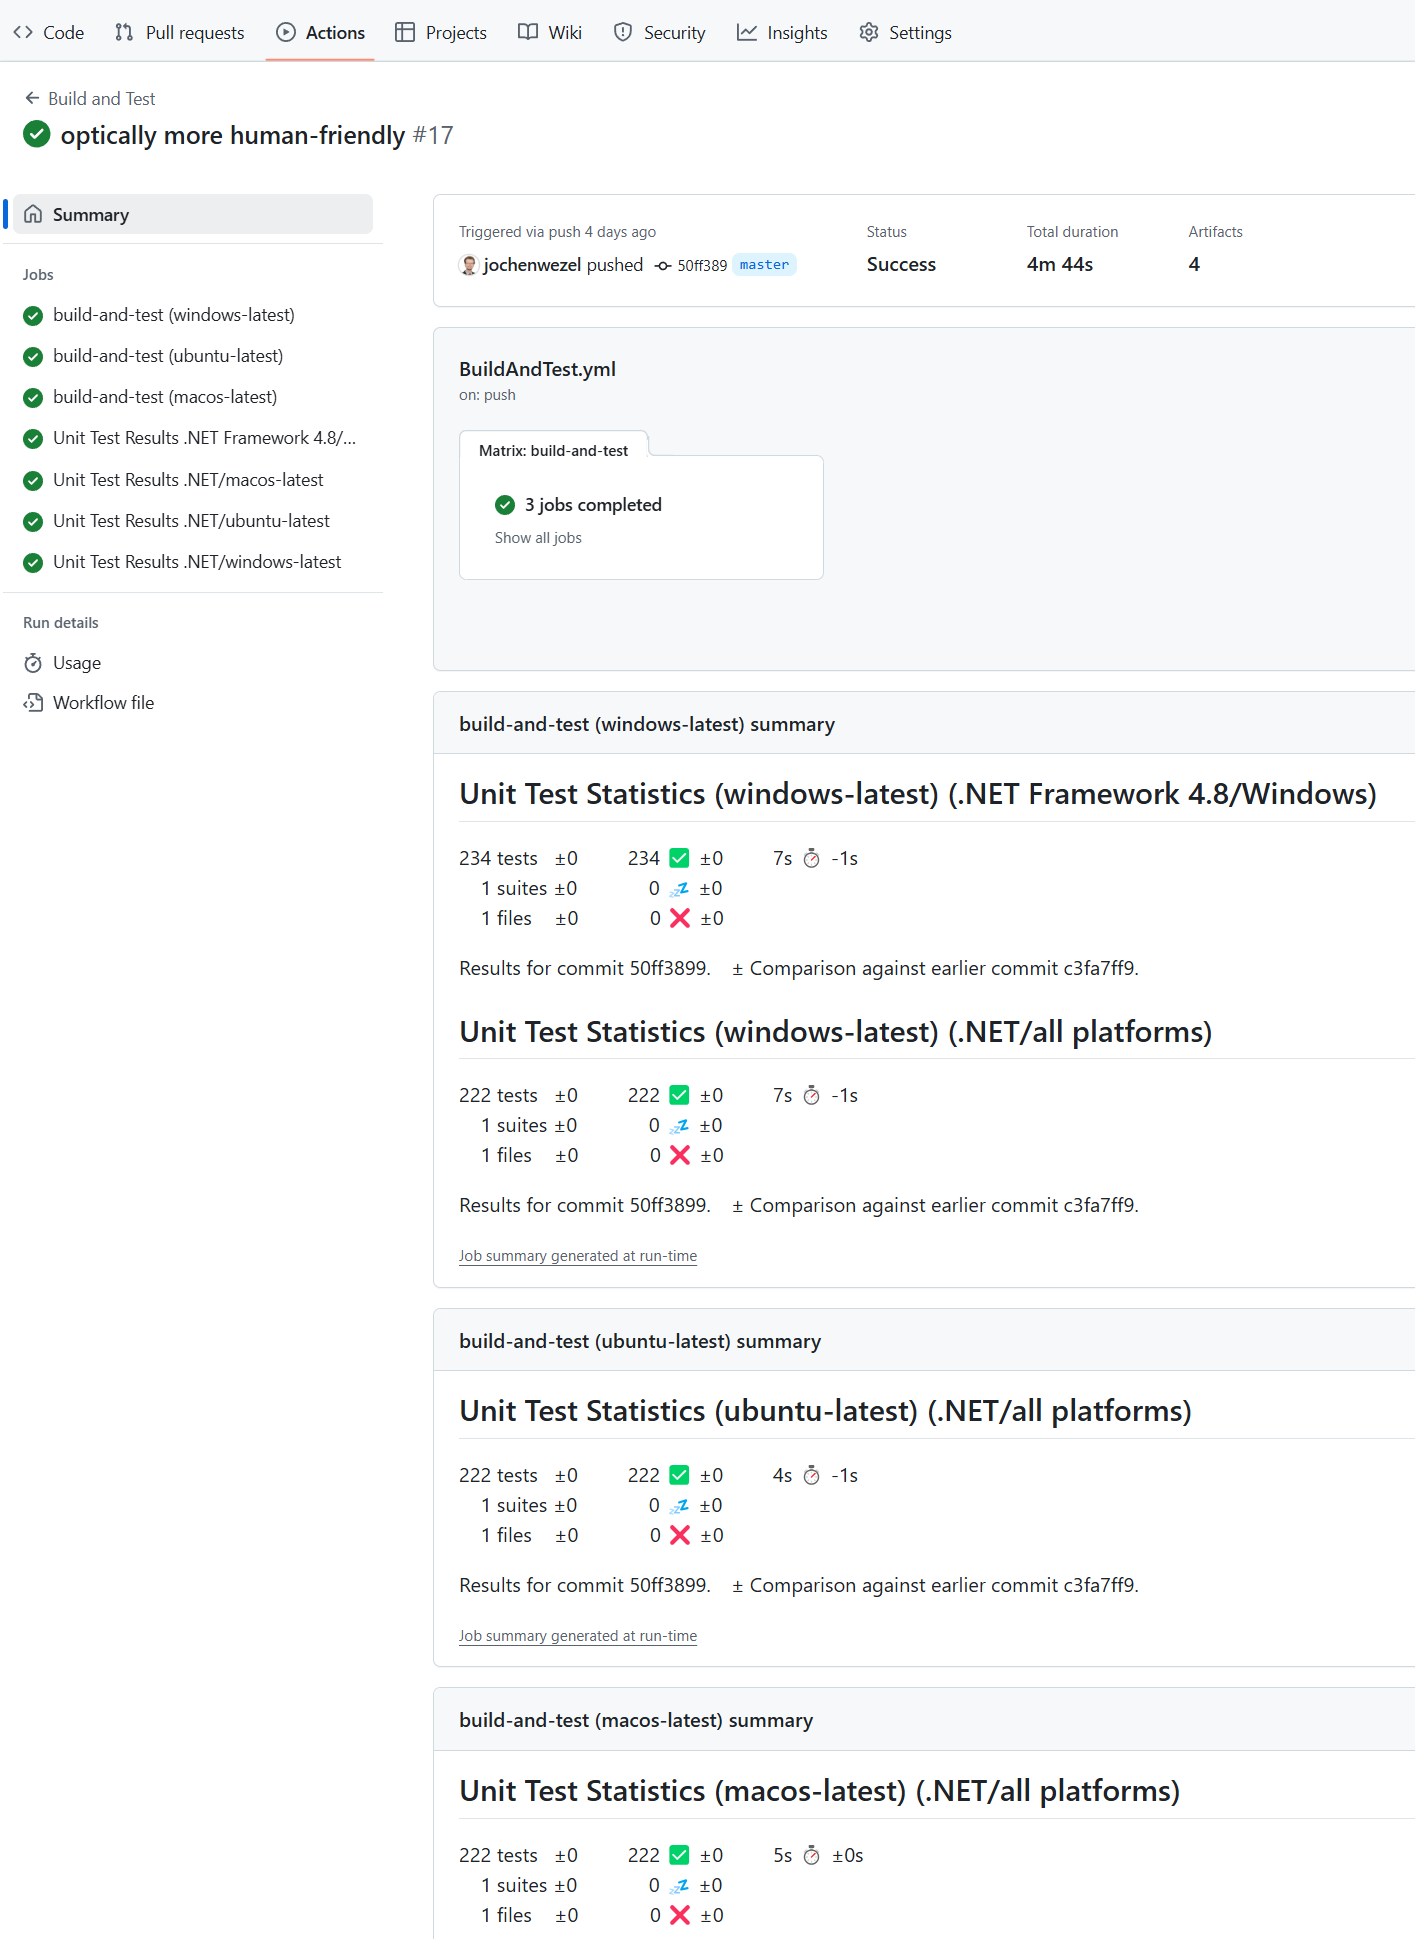 Code Pull requests Actions Projects Wiki Security Insights Settings
Build and Test
optically more human-friendly #17
Summary
Jobs
build-and-test (windows-latest)
build-and-test (ubuntu-latest)
build-and-test (macos-latest)
Unit Test Results .NET Framework 4.8/...
Unit Test Results .NET/macos-latest
Unit Test Results .NET/ubuntu-latest
Unit Test Results .NET/windows-latest
Run details
Usage
Workflow file
Triggered via push 4 days ago Status Total duration Artifacts
jochenwezel pushed 50ff389 master Success 4m 44s 4
BuildAndTest.yml
on: push
Matrix: build-and-test
3 jobs completed
Show all jobs
build-and-test (windows-latest) summary
Unit Test Statistics (windows-latest) (.NET Framework 4.8/Windows)
234 tests ±0 234 ✅ ±0 7s ⏱ -1s
1 suites ±0 0 💤 ±0
1 files ±0 0 ❌ ±0
Results for commit 50ff3899. ± Comparison against earlier commit c3fa7ff9.
Unit Test Statistics (windows-latest) (.NET/all platforms)
222 tests ±0 222 ✅ ±0 7s ⏱ -1s
1 suites ±0 0 💤 ±0
1 files ±0 0 ❌ ±0
Results for commit 50ff3899. ± Comparison against earlier commit c3fa7ff9.
Job summary generated at run-time
build-and-test (ubuntu-latest) summary
Unit Test Statistics (ubuntu-latest) (.NET/all platforms)
222 tests ±0 222 ✅ ±0 4s ⏱ -1s
1 suites ±0 0 💤 ±0
1 files ±0 0 ❌ ±0
Results for commit 50ff3899. ± Comparison against earlier commit c3fa7ff9.
Job summary generated at run-time
build-and-test (macos-latest) summary
Unit Test Statistics (macos-latest) (.NET/all platforms)
222 tests ±0 222 ✅ ±0 5s ⏱ ±0s
1 suites ±0 0 💤 ±0
1 files ±0 0 ❌ ±0